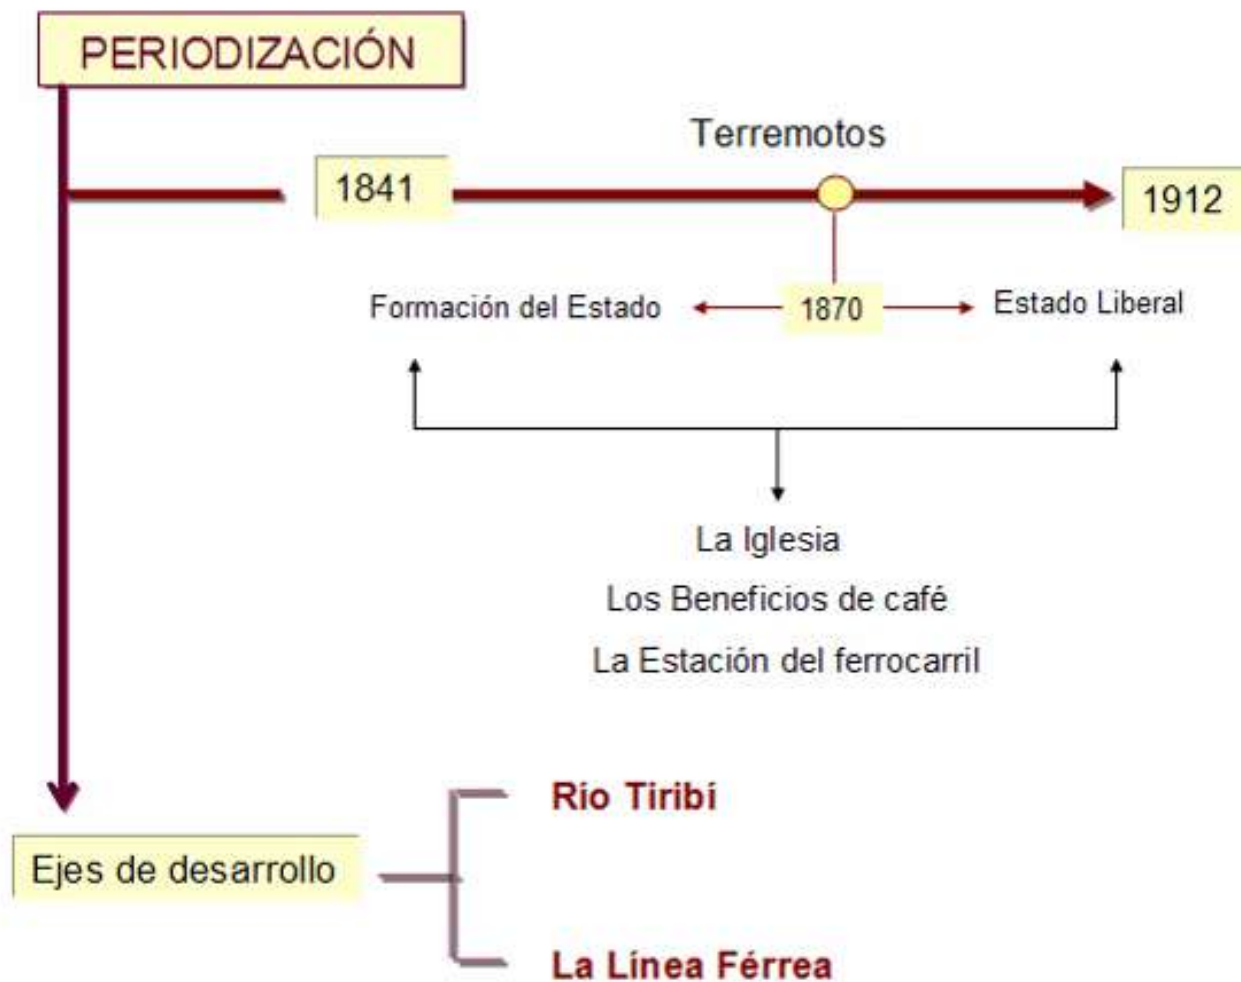 PERIODIZACIÓN
Terremotos
1841
1912
Formación del Estado
1870
Estado Liberal
La Iglesia
Los Beneficios de café
La Estación del ferrocarril
Río Tiribí
Ejes de desarrollo
La Línea Férrea